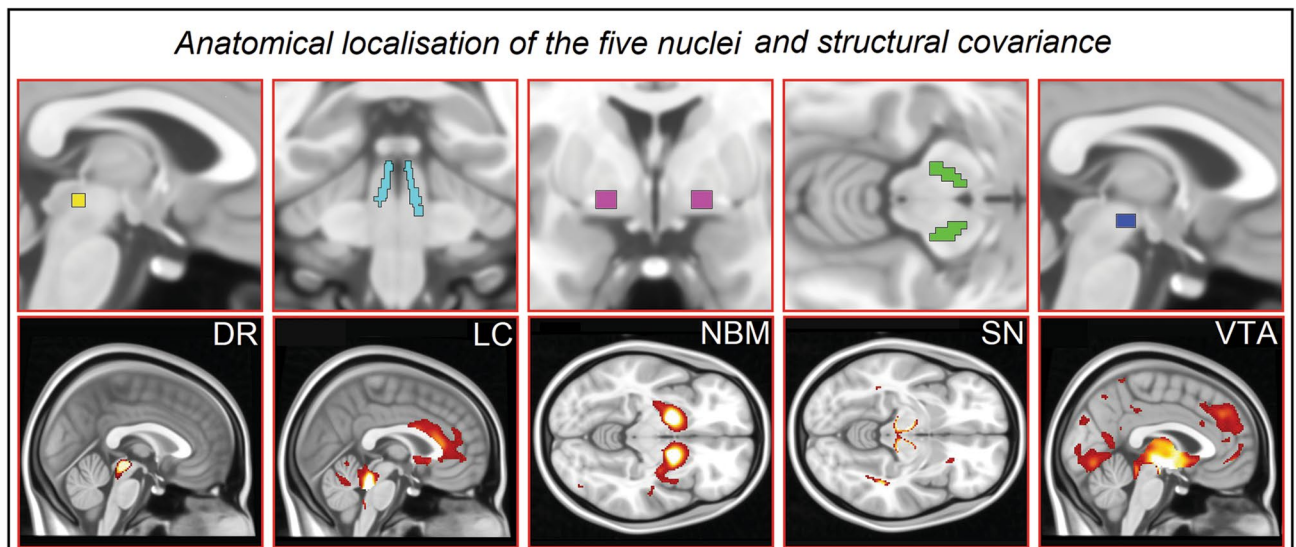 Anatomical localisation of the five nuclei and structural covariance
DR
LC
NBM
SN
VTA